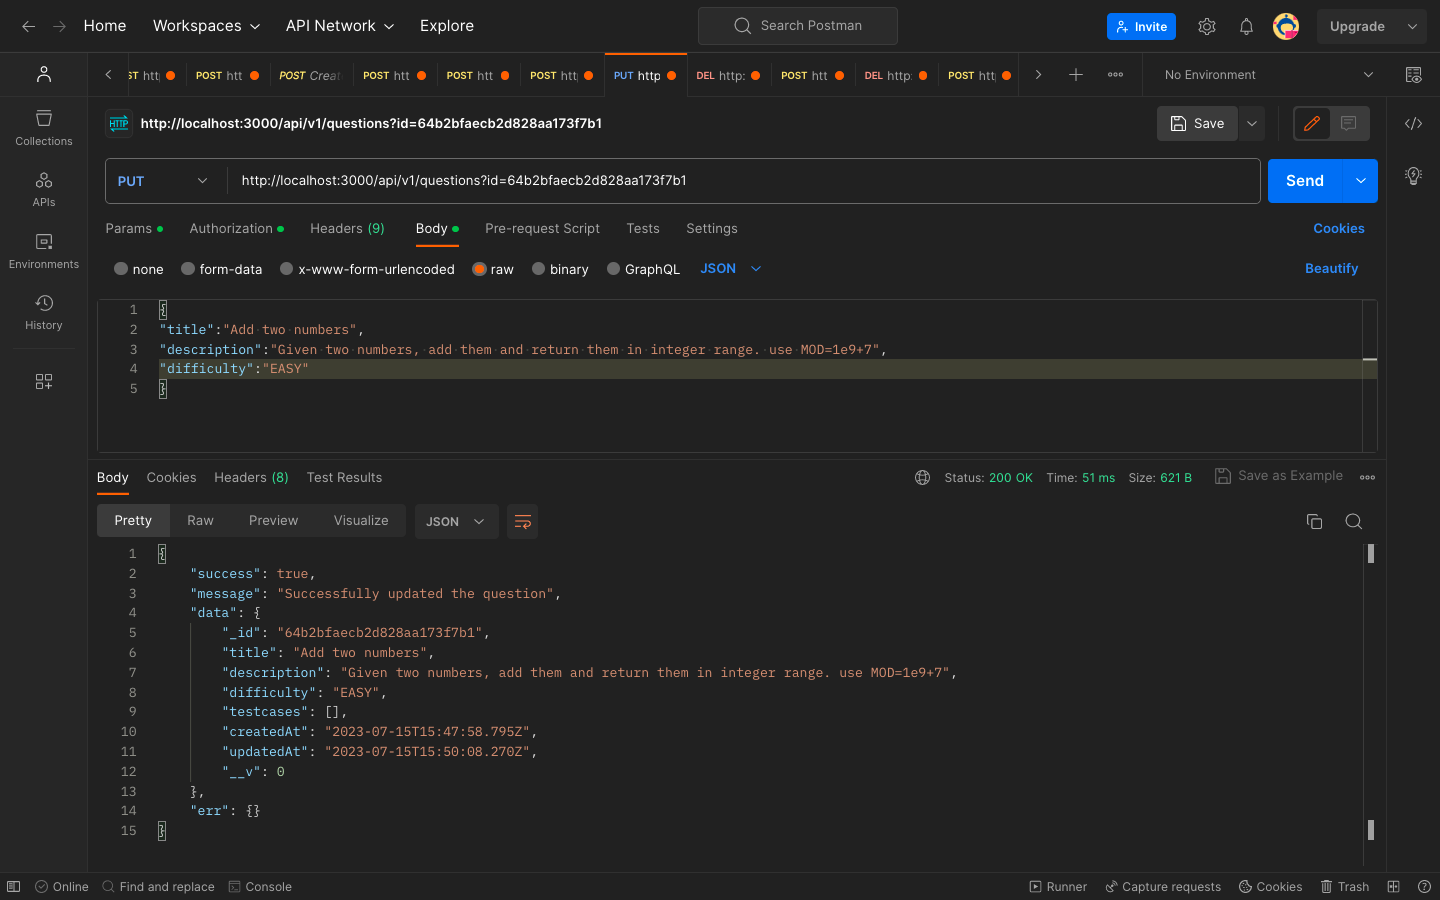 Home Workspaces API Network Explore Search Postman Invite Upgrade
ST htt POST htt POST Create POST htt POST htt POST htt PUT http DEL http: POST htt DEL http: POST htt No Environment
HTTP http://localhost:3000/api/v1/questions?id=64b2bfaecb2d828aa173f7b1 Save
Collections
APIs
Environments
History
PUT http://localhost:3000/api/v1/questions?id=64b2bfaecb2d828aa173f7b1 Send
Params Authorization Headers (9) Body Pre-request Script Tests Settings Cookies
none form-data x-www-form-urlencoded raw binary GraphQL JSON Beautify
1 {
2 "title":"Add two numbers",
3 "description":"Given two numbers, add them and return them in integer range. use MOD=1e9+7",
4 "difficulty":"EASY"
5 }
Body Cookies Headers (8) Test Results Status: 200 OK Time: 51 ms Size: 621 B Save as Example
Pretty Raw Preview Visualize JSON
1 {
2 "success": true,
3 "message": "Successfully updated the question",
4 "data": {
5 "_id": "64b2bfaecb2d828aa173f7b1",
6 "title": "Add two numbers",
7 "description": "Given two numbers, add them and return them in integer range. use MOD=1e9+7",
8 "difficulty": "EASY",
9 "testcases": [],
10 "createdAt": "2023-07-15T15:47:58.795Z",
11 "updatedAt": "2023-07-15T15:50:08.270Z",
12 "__v": 0
13 },
14 "err": {}
15 }
Online Find and replace Console Runner Capture requests Cookies Trash